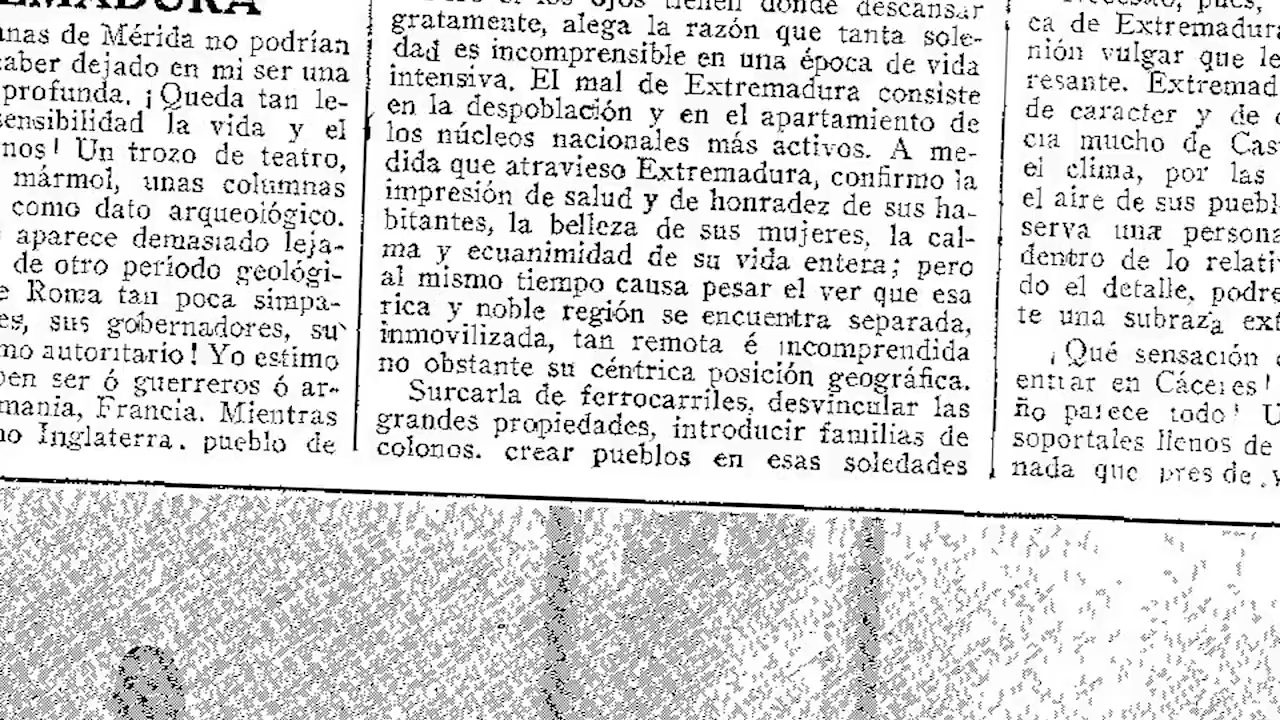 EMADURA
anas de Mérida no podrían
caber dejado en mi ser una
profunda. ¡Queda tan le-
sensibilidad la vida y el
nos! Un trozo de teatro,
mármol, unas columnas
como dato arqueológico.
aparece demasiado leja-
de otro período geológi-
e Roma tan poca simpa-
es, sus gobernadores, su
mo autoritario! Yo estimo
ben ser ó guerreros ó ar-
mania, Francia. Mientras
no Inglaterra, pueblo de
los ojos tienen donde descansar
gratamente, alega la razón que tanta sole-
dad es incomprensible en una época de vida
intensiva. El mal de Extremadura consiste
en la despoblación y en el apartamiento de
los núcleos nacionales más activos. A me-
dida que atravieso Extremadura, confirmo la
impresión de salud y de honradez de sus ha-
bitantes, la belleza de sus mujeres, la cal-
ma y ecuanimidad de su vida entera; pero
al mismo tiempo causa pesar el ver que esa
rica y noble región se encuentra separada,
inmovilizada, tan remota é incomprendida
no obstante su céntrica posición geográfica.
Surcarla de ferrocarriles, desvincular las
grandes propiedades, introducir familias de
colonos, crear pueblos en esas soledades
pues,
ca de Extremadura
nión vulgar que le
resante. Extremad
de caracter y de
cia mucho de Cas
el clima, por las
el aire de sus puebl
serva una persona
dentro de lo relati
do el detalle, podre
te una subraza ext
¡Qué sensación
entrar en Cáceres!
ño parece todo! U
soportales llenos de
nada que